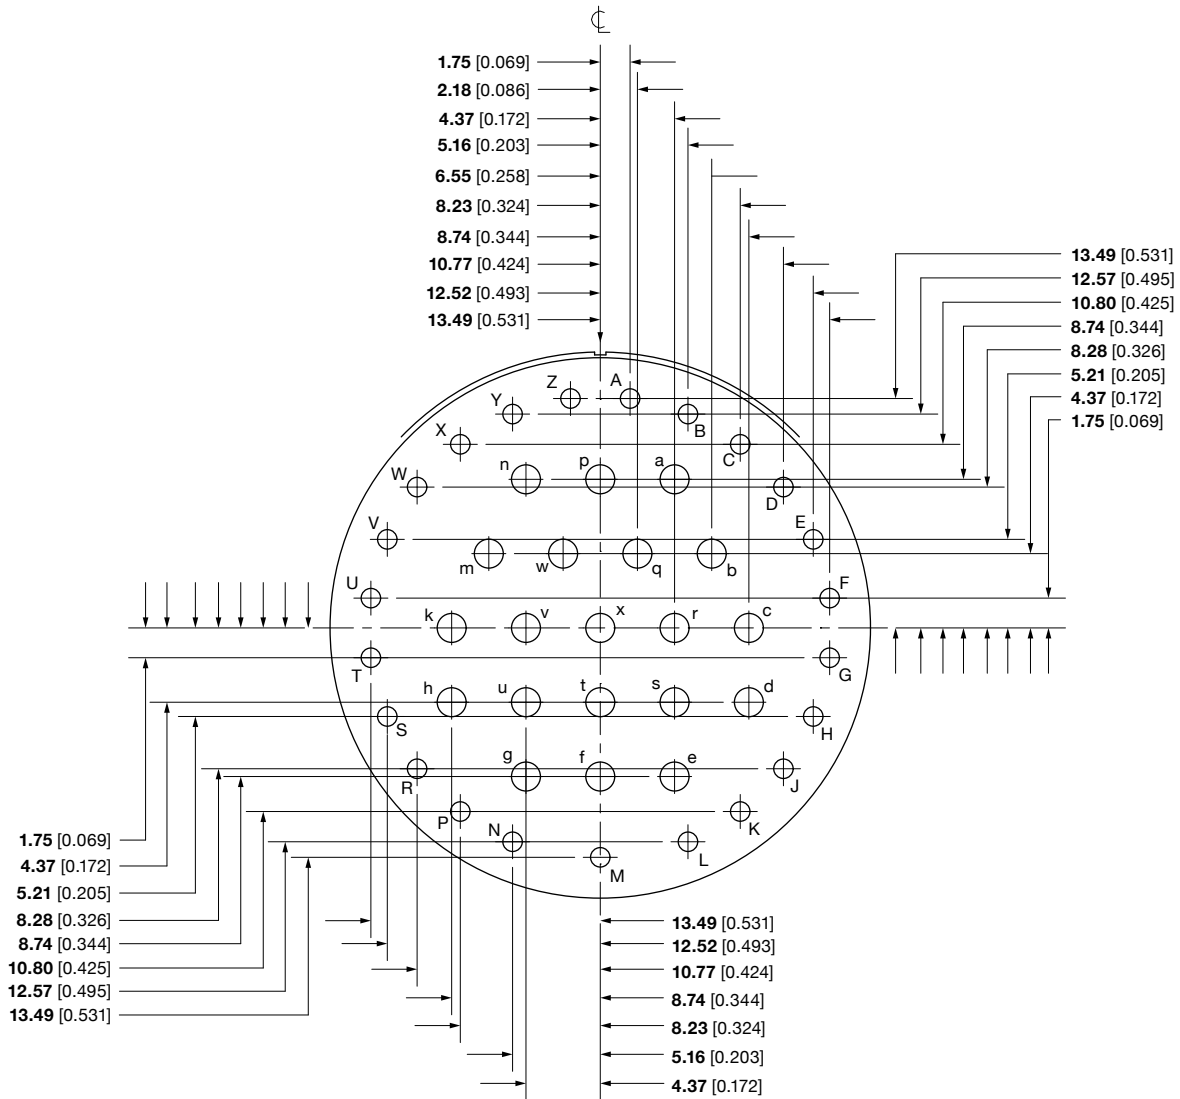 ℄
1.75 [0.069]
2.18 [0.086]
4.37 [0.172]
5.16 [0.203]
6.55 [0.258]
8.23 [0.324]
8.74 [0.344]
10.77 [0.424]
12.52 [0.493]
13.49 [0.531]
13.49 [0.531]
12.57 [0.495]
10.80 [0.425]
8.74 [0.344]
8.28 [0.326]
5.21 [0.205]
4.37 [0.172]
1.75 [0.069]
Z A
Y B
X C
n p a
W D
V E
m w q b
U F
k v x r c
T G
h u t s d
S H
g f e
R J
P K
N L
M
1.75 [0.069]
4.37 [0.172]
5.21 [0.205]
8.28 [0.326]
8.74 [0.344]
10.80 [0.425]
12.57 [0.495]
13.49 [0.531]
13.49 [0.531]
12.52 [0.493]
10.77 [0.424]
8.74 [0.344]
8.23 [0.324]
5.16 [0.203]
4.37 [0.172]